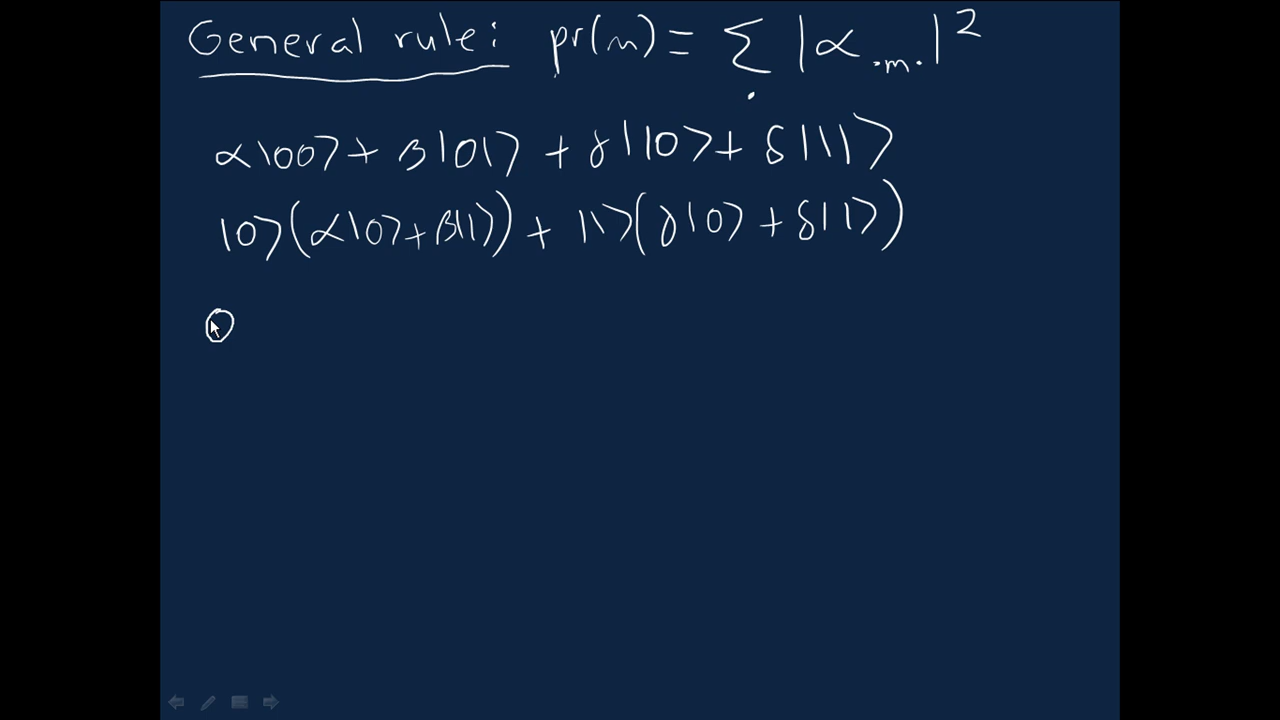 General rule: pr(m) = Σ. |α.m.|²
α|00⟩ + β|01⟩ + γ|10⟩ + δ|11⟩
|0⟩(α|0⟩ + β|1⟩) + |1⟩(γ|0⟩ + δ|1⟩)
0